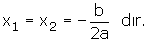 x₁ = x₂ = −b/2a dır.